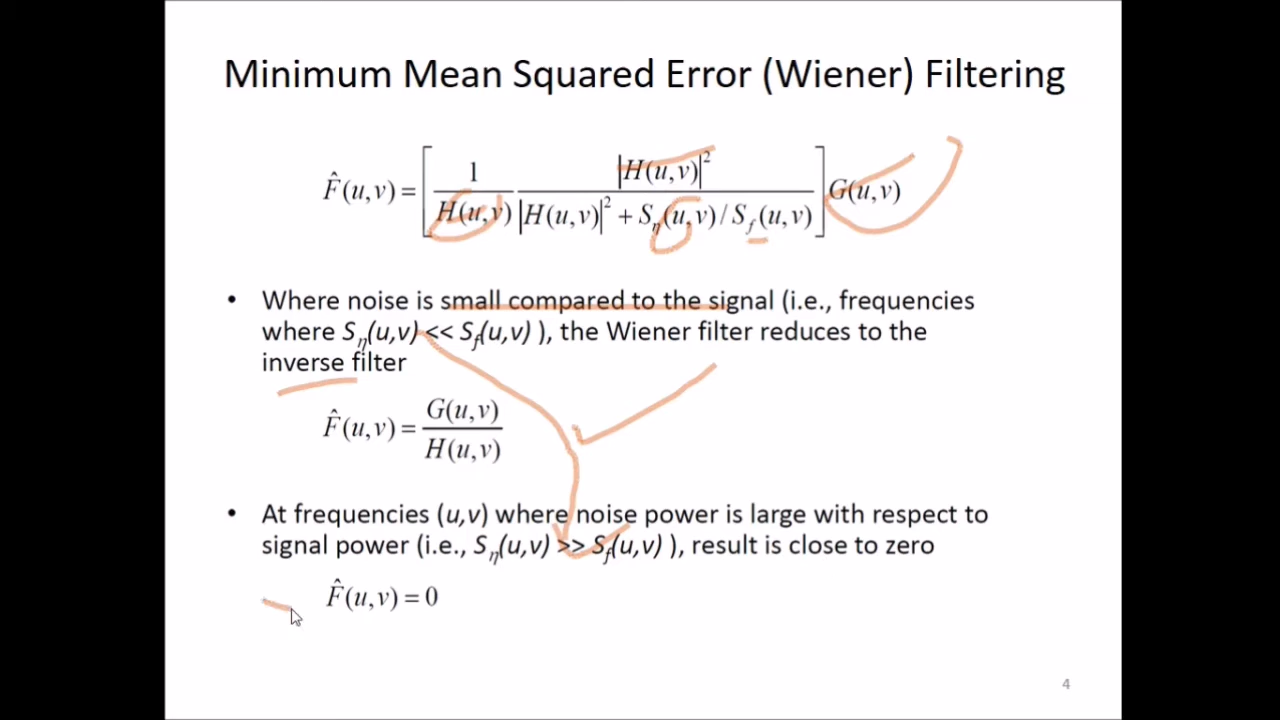 Minimum Mean Squared Error (Wiener) Filtering
F̂(u,v) = [ 1 / H(u,v) · |H(u,v)|² / ( |H(u,v)|² + Sη(u,v) / Sf(u,v) ) ] G(u,v)
• Where noise is small compared to the signal (i.e., frequencies
where Sη(u,v) << Sf(u,v) ), the Wiener filter reduces to the
inverse filter
F̂(u,v) = G(u,v) / H(u,v)
• At frequencies (u,v) where noise power is large with respect to
signal power (i.e., Sη(u,v) >> Sf(u,v) ), result is close to zero
F̂(u,v) = 0
4